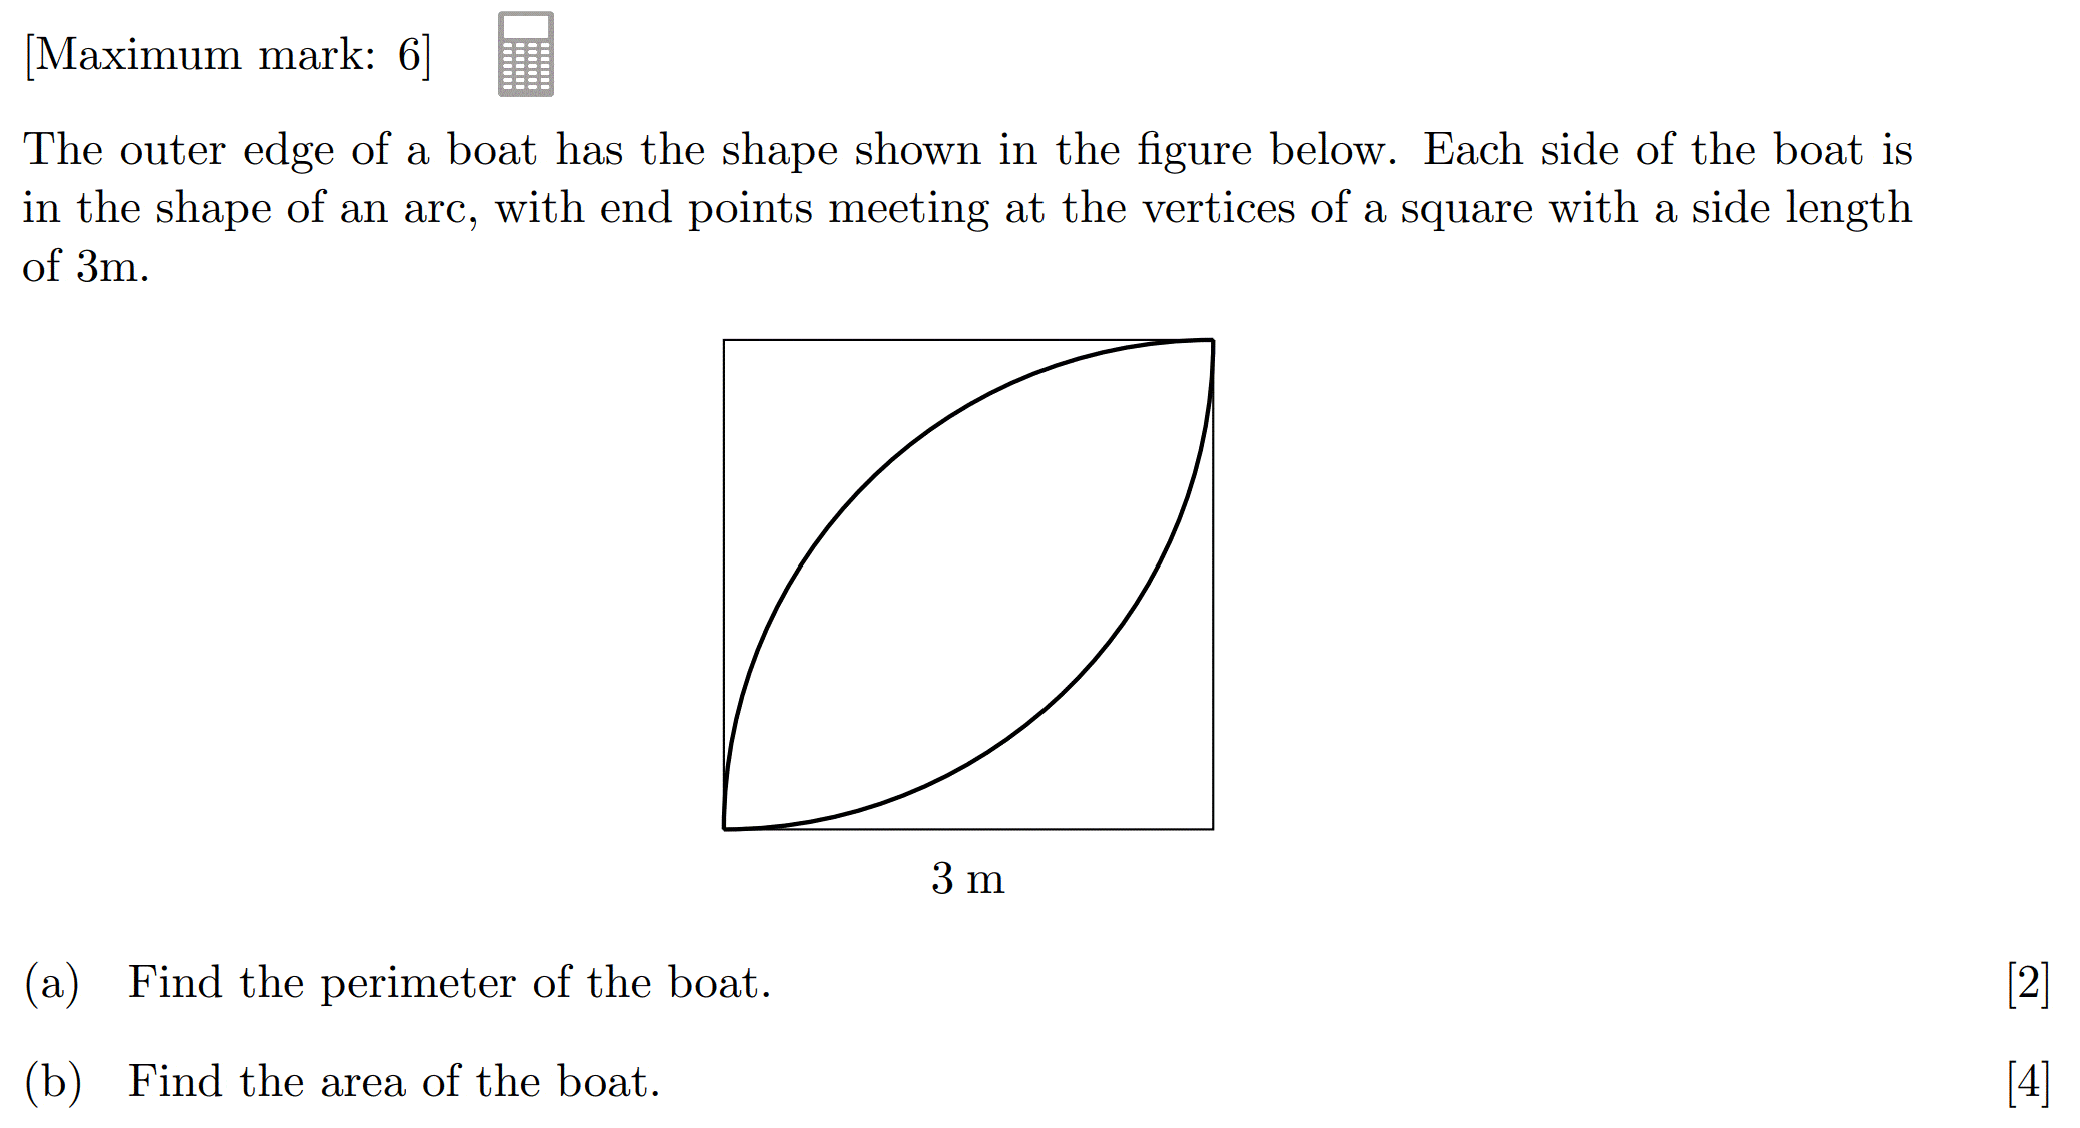 [Maximum mark: 6]
The outer edge of a boat has the shape shown in the figure below. Each side of the boat is
in the shape of an arc, with end points meeting at the vertices of a square with a side length
of 3m.
3 m
(a) Find the perimeter of the boat. [2]
(b) Find the area of the boat. [4]